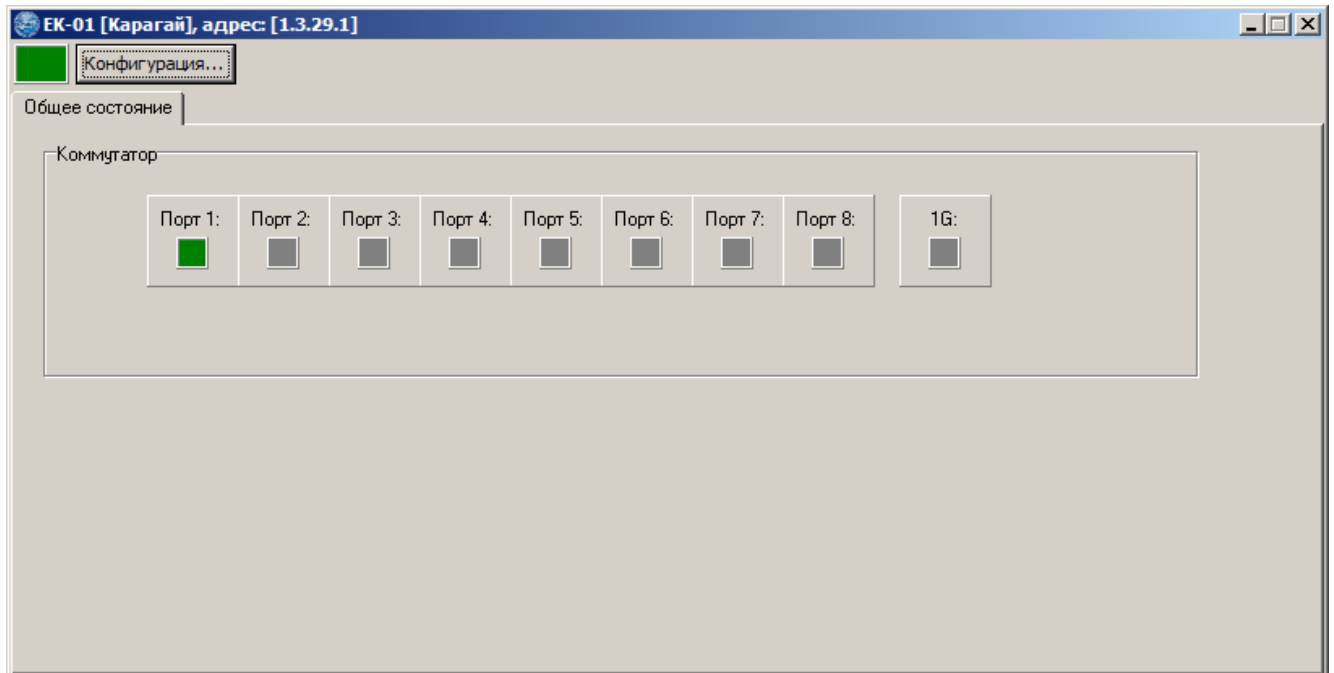 ЕК-01 [Карагай], адрес: [1.3.29.1]
Конфигурация...
Общее состояние
Коммутатор
Порт 1: Порт 2: Порт 3: Порт 4: Порт 5: Порт 6: Порт 7: Порт 8: 1G: